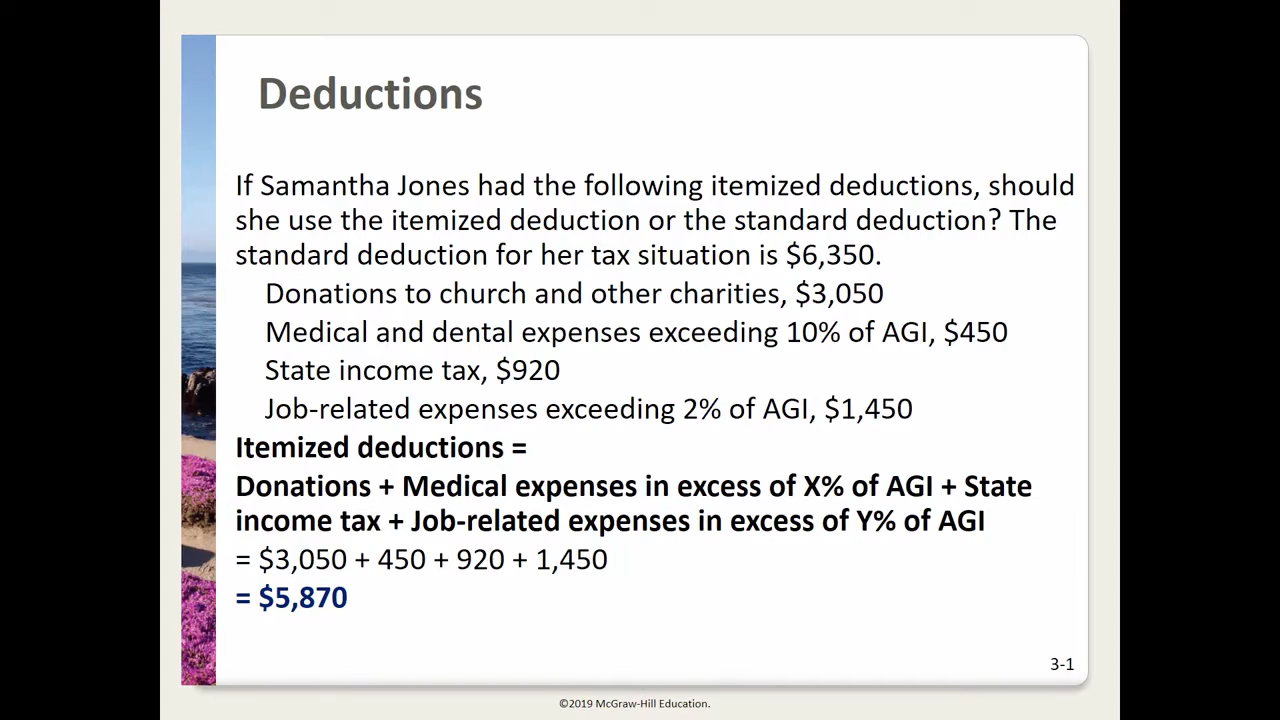 Deductions
If Samantha Jones had the following itemized deductions, should
she use the itemized deduction or the standard deduction? The
standard deduction for her tax situation is $6,350.
Donations to church and other charities, $3,050
Medical and dental expenses exceeding 10% of AGI, $450
State income tax, $920
Job-related expenses exceeding 2% of AGI, $1,450
Itemized deductions =
Donations + Medical expenses in excess of X% of AGI + State
income tax + Job-related expenses in excess of Y% of AGI
= $3,050 + 450 + 920 + 1,450
= $5,870
3-1
©2019 McGraw-Hill Education.